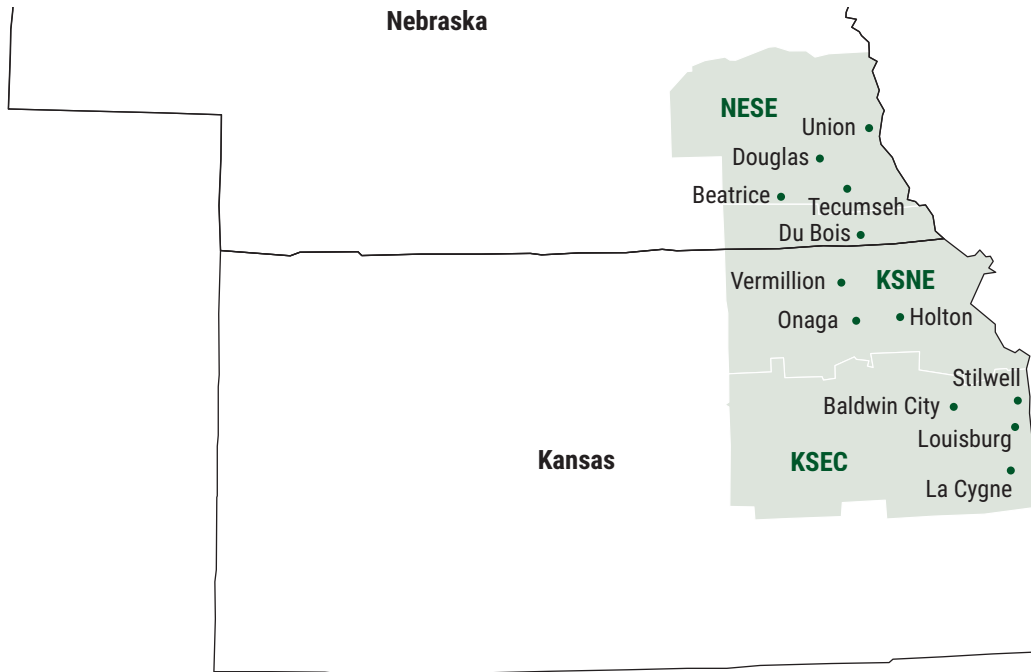 Nebraska
NESE
Union
Douglas
Beatrice
Tecumseh
Du Bois
Vermillion
KSNE
Onaga
Holton
Stilwell
Baldwin City
Louisburg
Kansas
KSEC
La Cygne